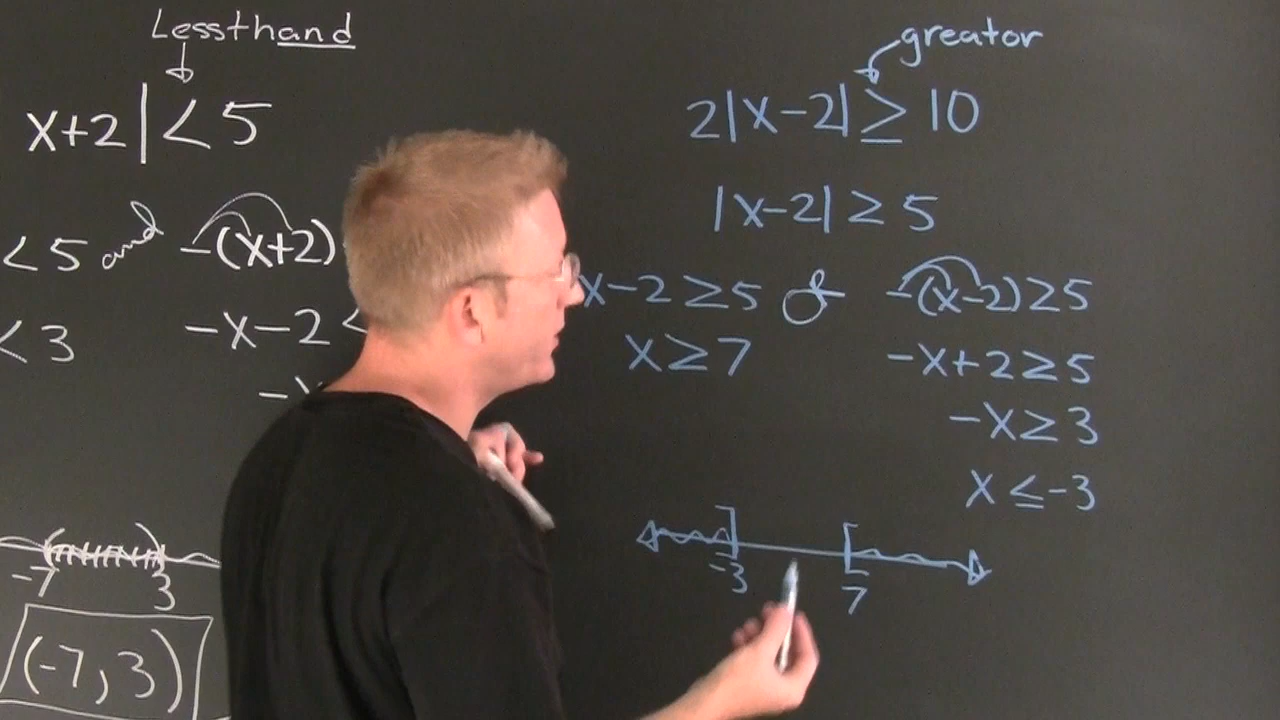 Lessthand
x+2| < 5
< 5 and -(x+2)
< 3 -x-2 <
-7 3
(-7, 3)
greator
2|x-2| ≥ 10
|x-2| ≥ 5
x-2 ≥ 5 or -(x-2) ≥ 5
x ≥ 7 -x+2 ≥ 5
-x ≥ 3
x ≤ -3
-3 7